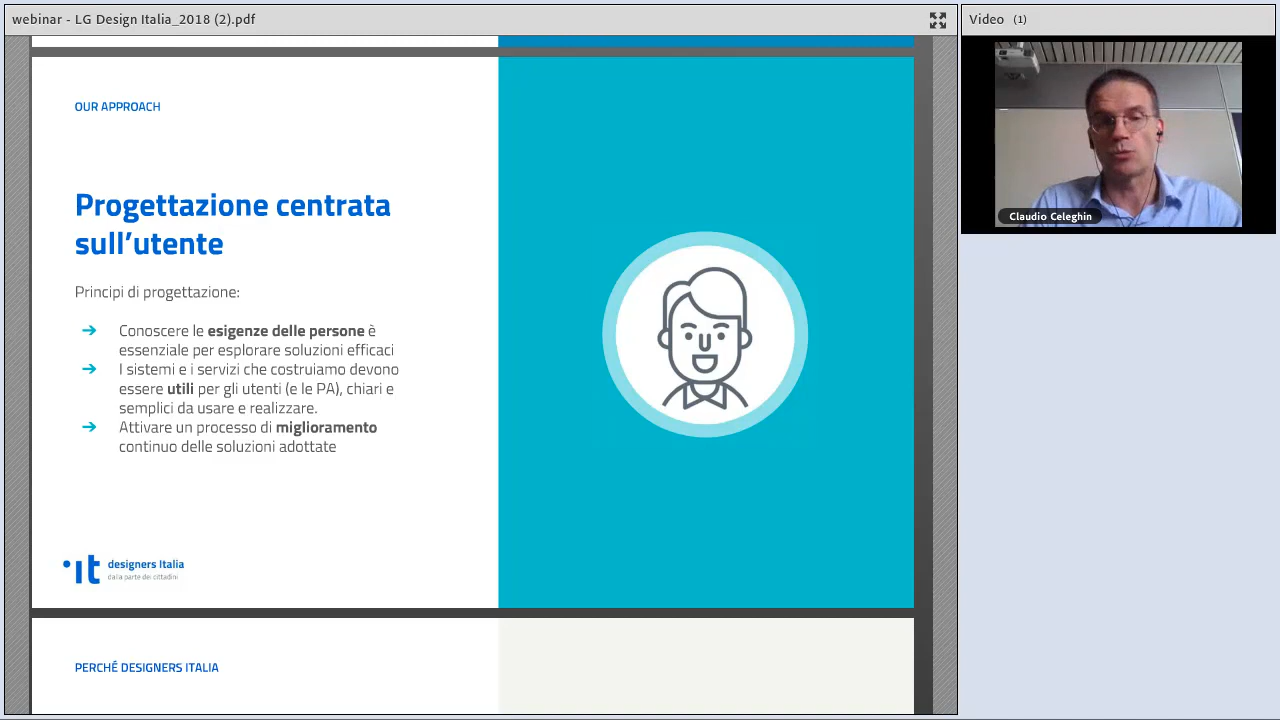 webinar - LG Design Italia_2018 (2).pdf
Video (1)
Claudio Celeghin
OUR APPROACH
Progettazione centrata
sull'utente
Principi di progettazione:
➔ Conoscere le esigenze delle persone è
essenziale per esplorare soluzioni efficaci
➔ I sistemi e i servizi che costruiamo devono
essere utili per gli utenti (e le PA), chiari e
semplici da usare e realizzare.
➔ Attivare un processo di miglioramento
continuo delle soluzioni adottate
it designers Italia
dalla parte dei cittadini
PERCHÉ DESIGNERS ITALIA